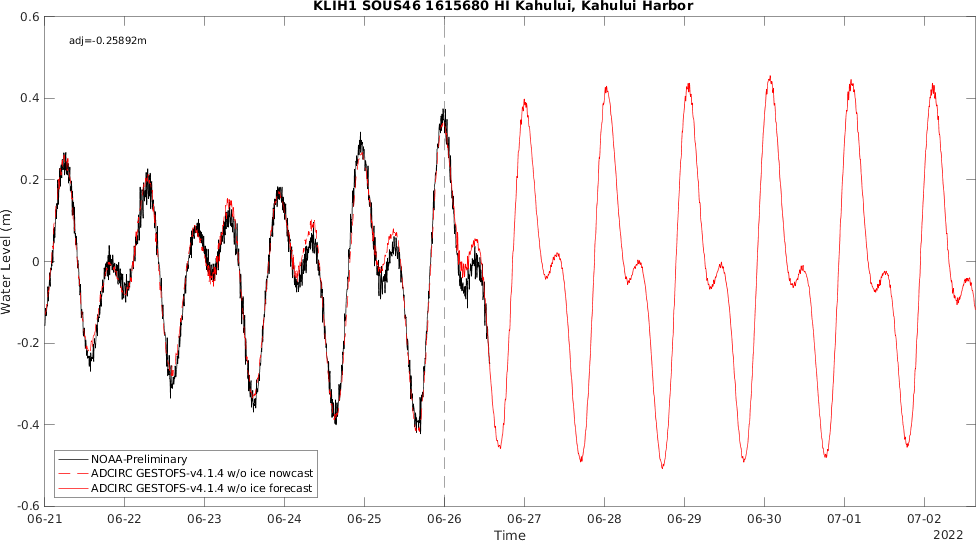 KLIH1 SOUS46 1615680 HI Kahului, Kahului Harbor
0.6
adj=-0.25892m
0.4
0.2
0
-0.2
-0.4
-0.6
Water Level (m)
NOAA-Preliminary
ADCIRC GESTOFS-v4.1.4 w/o ice nowcast
ADCIRC GESTOFS-v4.1.4 w/o ice forecast
06-21 06-22 06-23 06-24 06-25 06-26 06-27 06-28 06-29 06-30 07-01 07-02
Time
2022